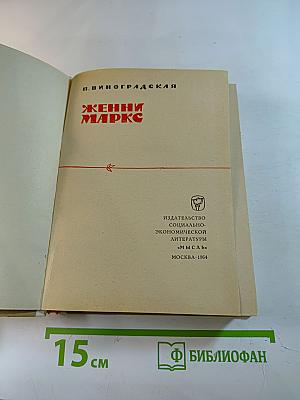 П. ВИНОГРАДСКАЯ
ЖЕННИ
МАРКС
ИЗДАТЕЛЬСТВО
СОЦИАЛЬНО-
ЭКОНОМИЧЕСКОЙ
ЛИТЕРАТУРЫ
«МЫСЛЬ»
МОСКВА · 1964
15 см
Ф БИБЛИОФАН